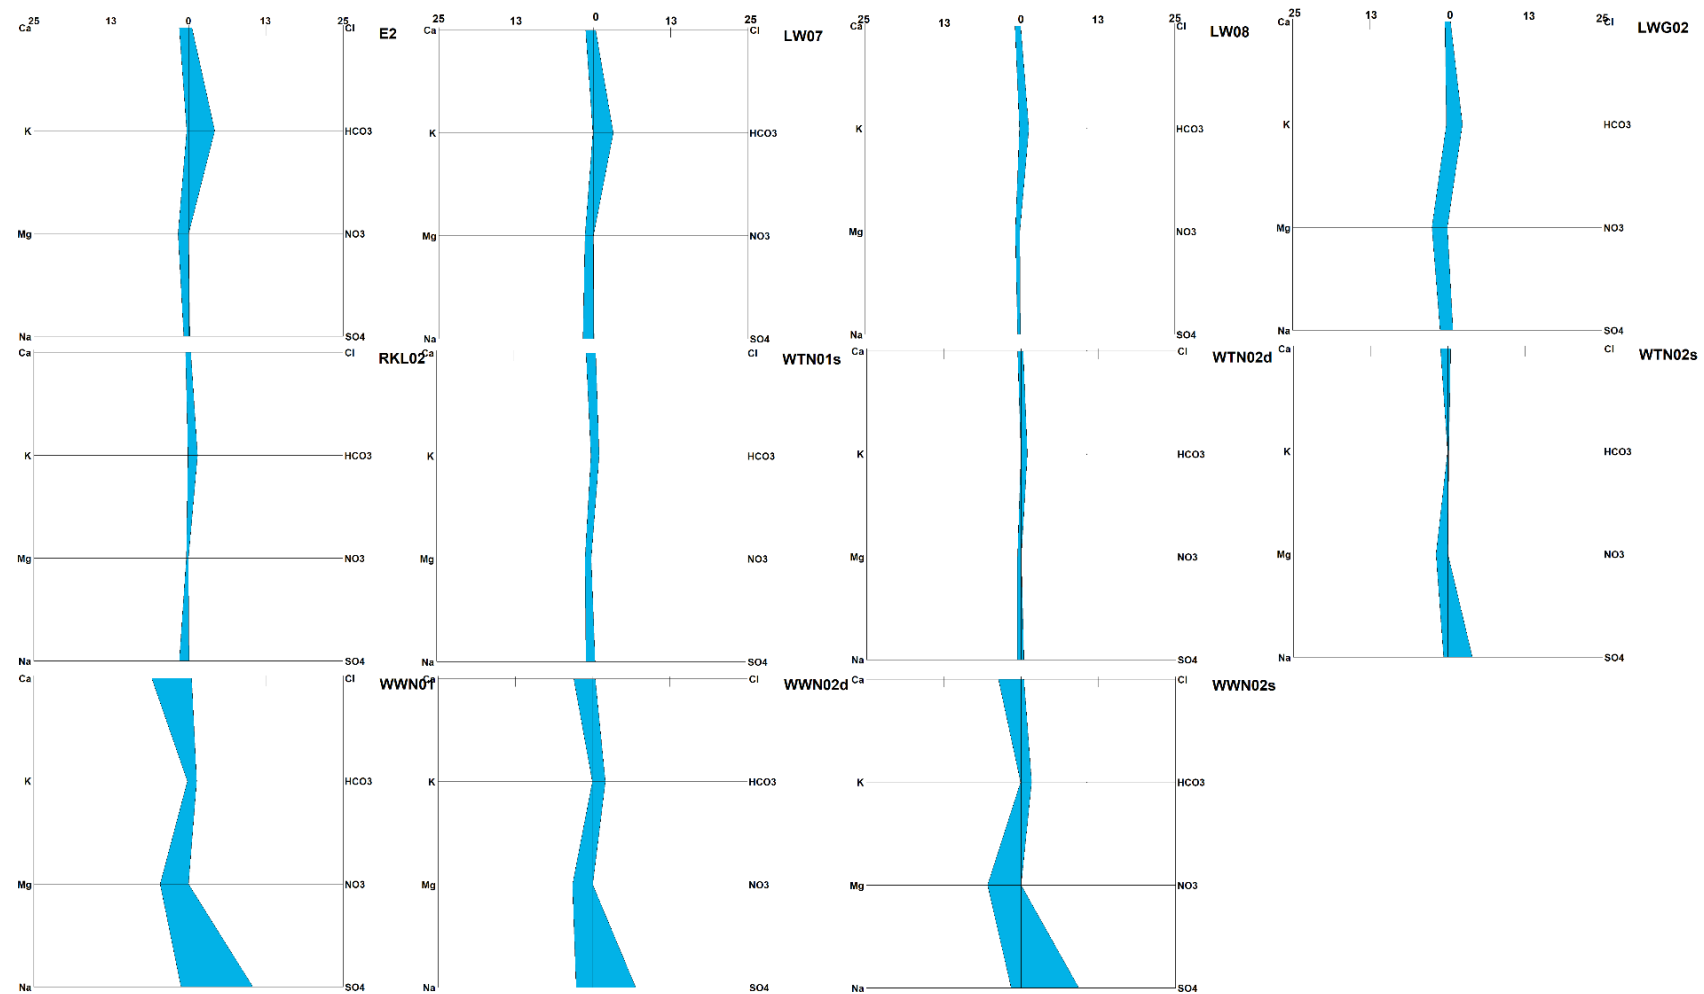 25 13 0 13 25
Ca Cl E2
K HCO3
Mg NO3
Na SO4
25 13 0 13 25
Ca Cl LW07
K HCO3
Mg NO3
Na SO4
25 13 0 13 25
Ca Cl LW08
K HCO3
Mg NO3
Na SO4
25 13 0 13 25
Ca Cl LWG02
K HCO3
Mg NO3
Na SO4
Ca Cl RKL02
K HCO3
Mg NO3
Na SO4
Ca Cl WTN01s
K HCO3
Mg NO3
Na SO4
Ca Cl WTN02d
K HCO3
Mg NO3
Na SO4
Ca Cl WTN02s
K HCO3
Mg NO3
Na SO4
Ca Cl WWN01
K HCO3
Mg NO3
Na SO4
Ca Cl WWN02d
K HCO3
Mg NO3
Na SO4
Ca Cl WWN02s
K HCO3
Mg NO3
Na SO4